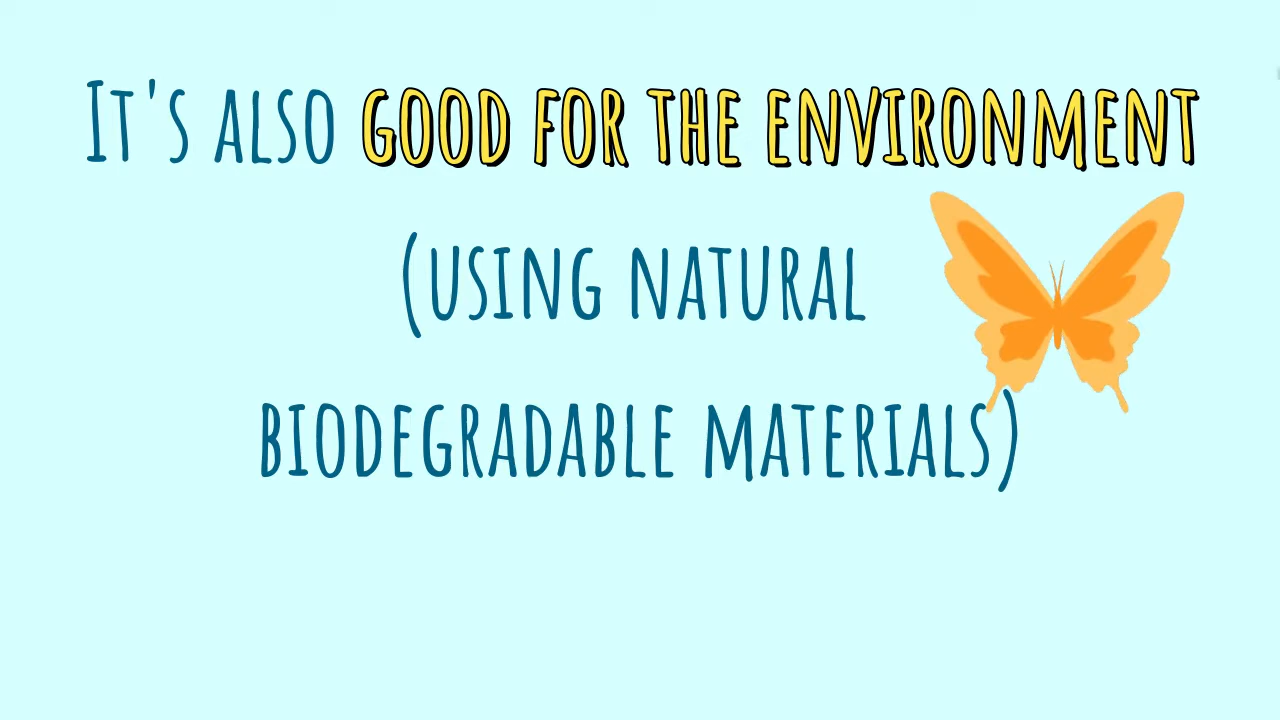 It's also good for the environment
(using natural
biodegradable materials)